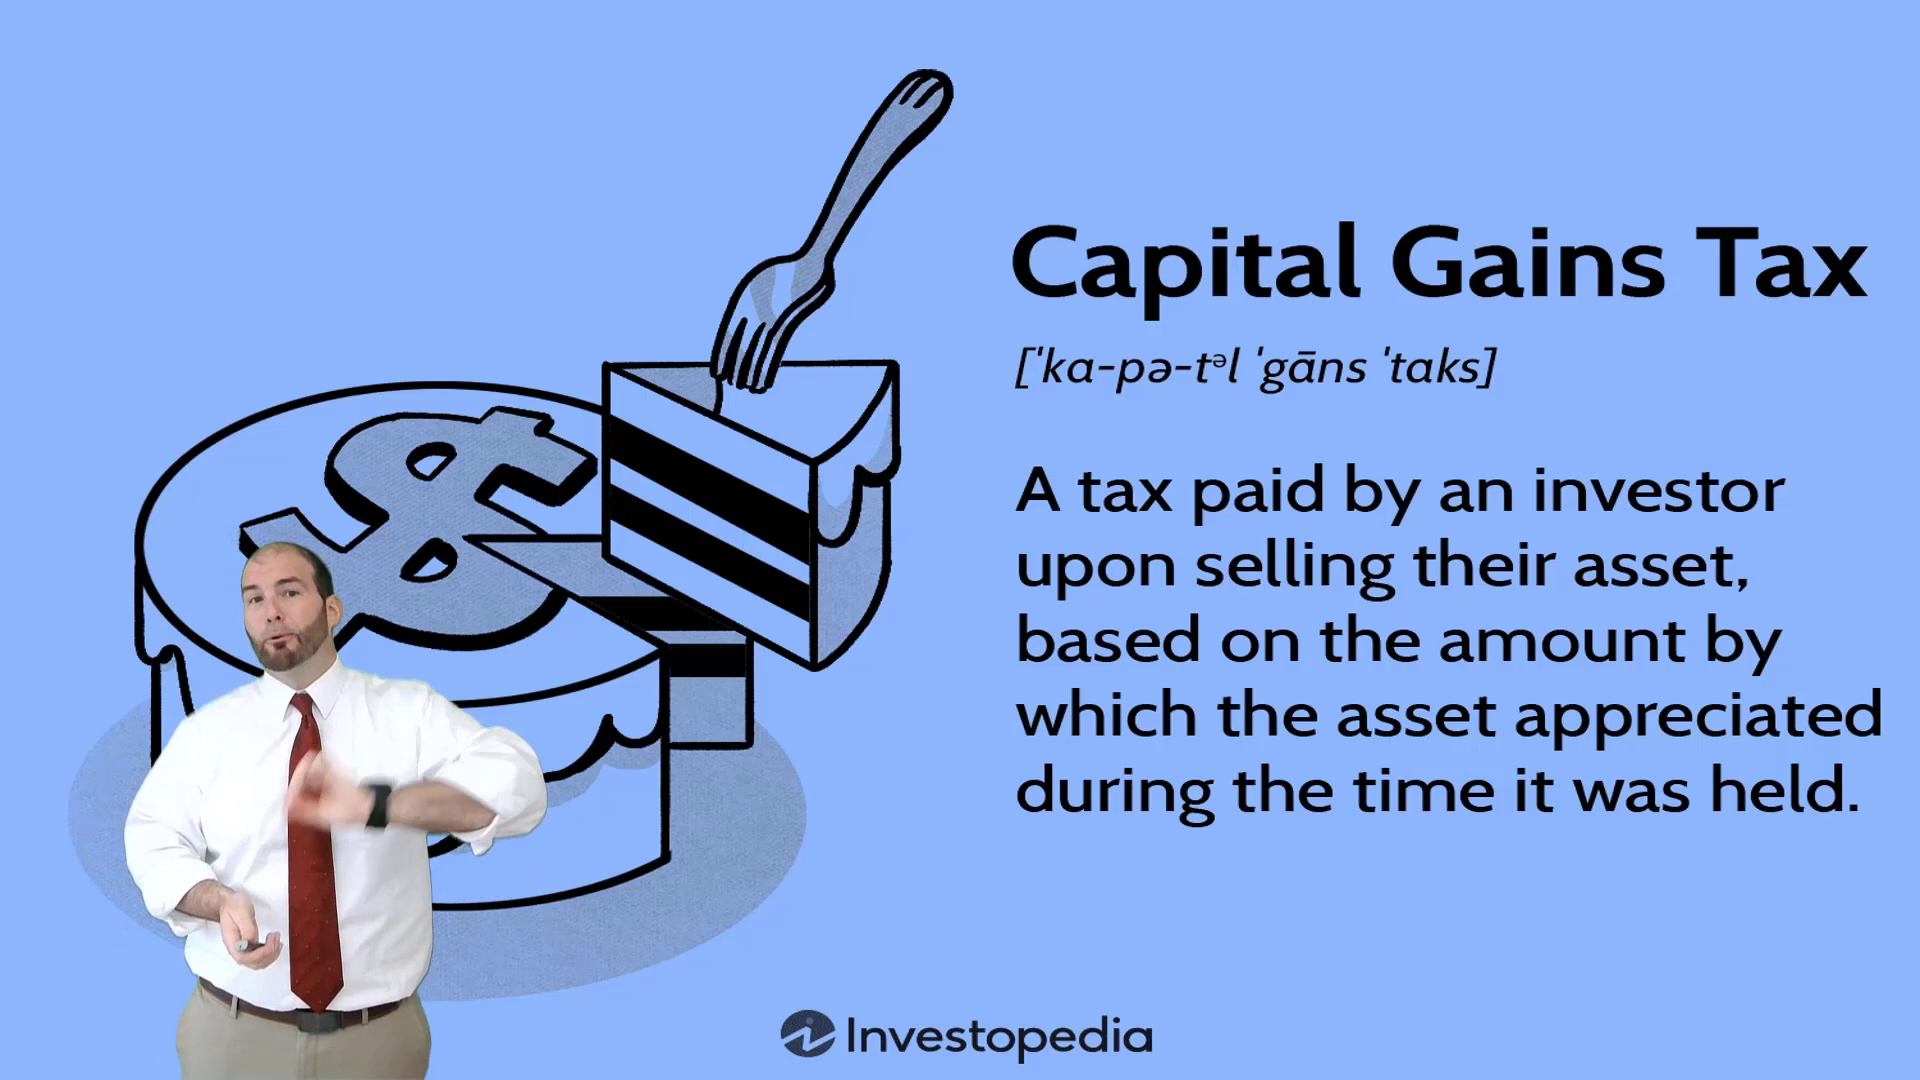 Capital Gains Tax
[ˈka-pə-tᵊl ˈgāns ˈtaks]
A tax paid by an investor
upon selling their asset,
based on the amount by
which the asset appreciated
during the time it was held.
Investopedia